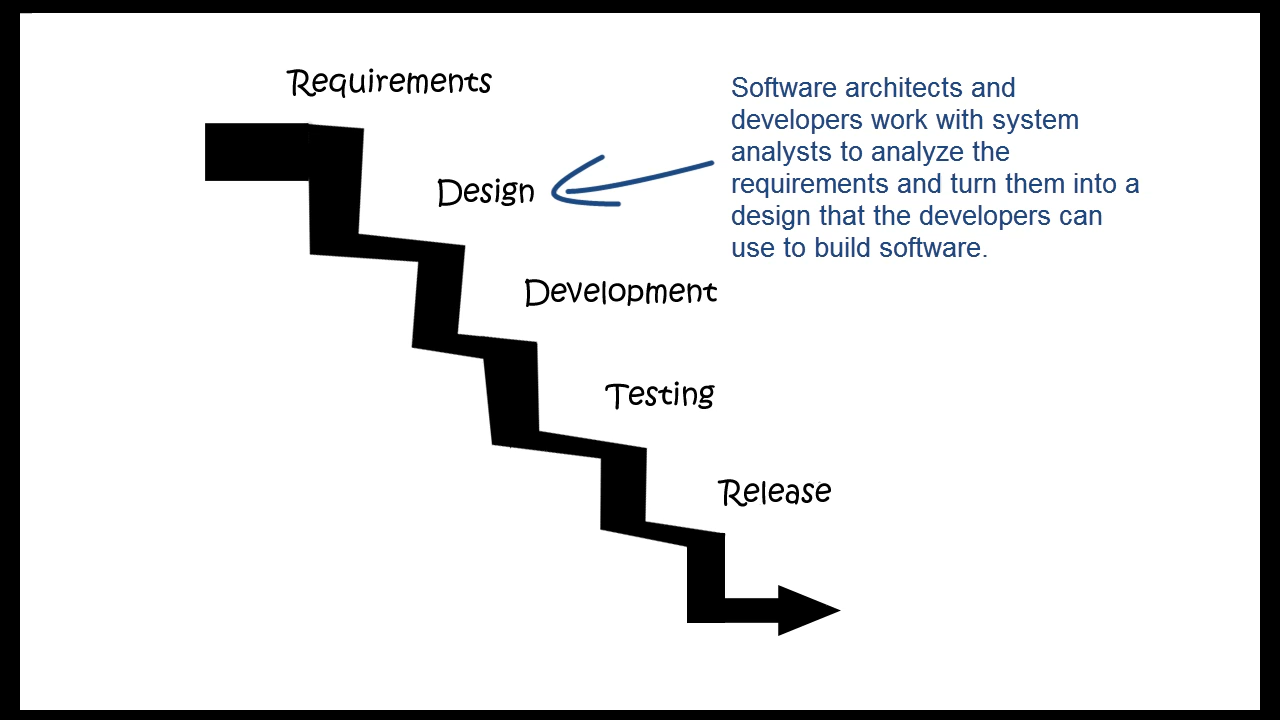 Requirements
Software architects and
developers work with system
analysts to analyze the
requirements and turn them into a
design that the developers can
use to build software.
Design
Development
Testing
Release